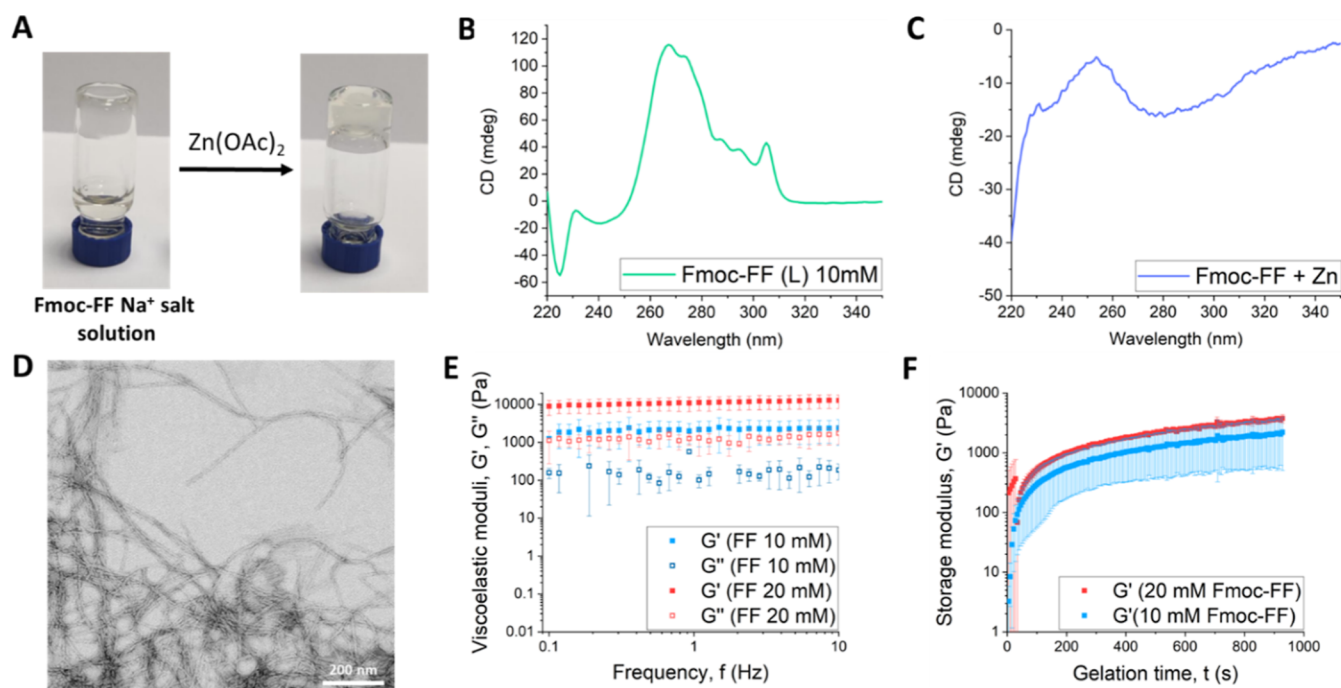 A
Zn(OAc)2
Fmoc-FF Na+ salt
solution
B
CD (mdeg)
120
100
80
60
40
20
0
-20
-40
-60
220 240 260 280 300 320 340
Wavelength (nm)
Fmoc-FF (L) 10mM
C
CD (mdeg)
0
-10
-20
-30
-40
-50
220 240 260 280 300 320 340
Wavelength (nm)
Fmoc-FF + Zn
D
200 nm
E
Viscoelastic moduli, G', G" (Pa)
10000
1000
100
10
1
0.1
0.01
0.1 1 10
Frequency, f (Hz)
G' (FF 10 mM)
G" (FF 10 mM)
G' (FF 20 mM)
G" (FF 20 mM)
F
Storage modulus, G' (Pa)
10000
1000
100
10
1
0 200 400 600 800 1000
Gelation time, t (s)
G' (20 mM Fmoc-FF)
G'(10 mM Fmoc-FF)